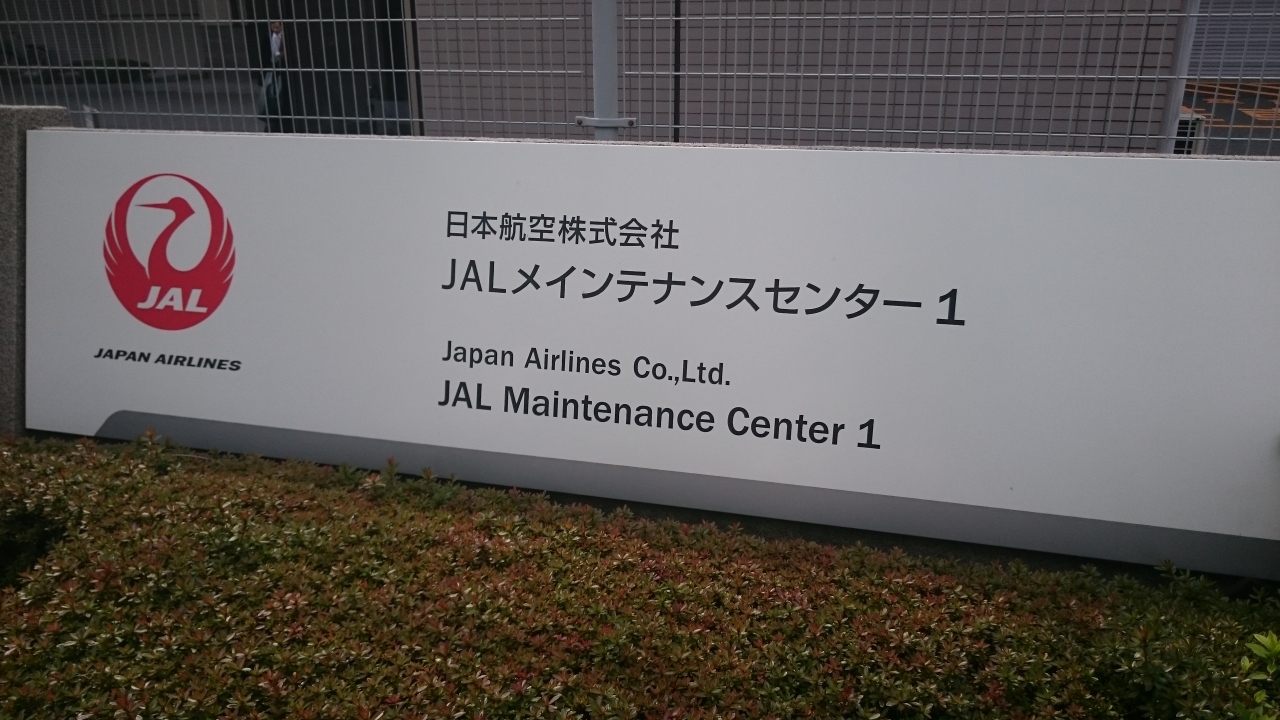 JAL
JAPAN AIRLINES
日本航空株式会社
JALメインテナンスセンター1
Japan Airlines Co.,Ltd.
JAL Maintenance Center 1